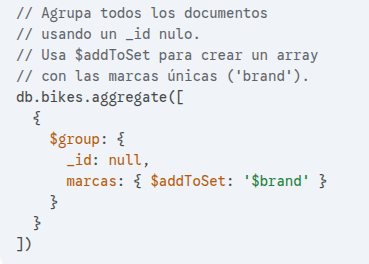 // Agrupa todos los documentos
// usando un _id nulo.
// Usa $addToSet para crear un array
// con las marcas únicas ('brand').
db.bikes.aggregate([
  {
    $group: {
      _id: null,
      marcas: { $addToSet: '$brand' }
    }
  }
])